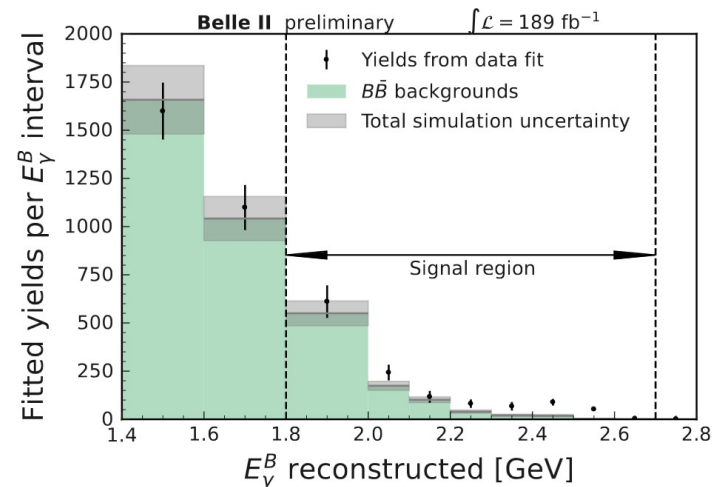 Belle II preliminary ∫ℒ = 189 fb⁻¹
Yields from data fit
BB̄ backgrounds
Total simulation uncertainty
Signal region
Fitted yields per E_γ^B interval
2000
1750
1500
1250
1000
750
500
250
0
1.4 1.6 1.8 2.0 2.2 2.4 2.6 2.8
E_γ^B reconstructed [GeV]